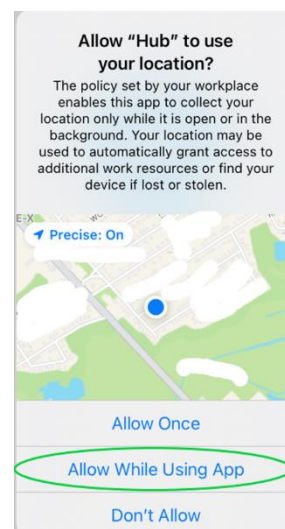 Allow “Hub” to use
your location?
The policy set by your workplace
enables this app to collect your
location only while it is open or in the
background. Your location may be
used to automatically grant access to
additional work resources or find your
device if lost or stolen.
Precise: On
Allow Once
Allow While Using App
Don’t Allow